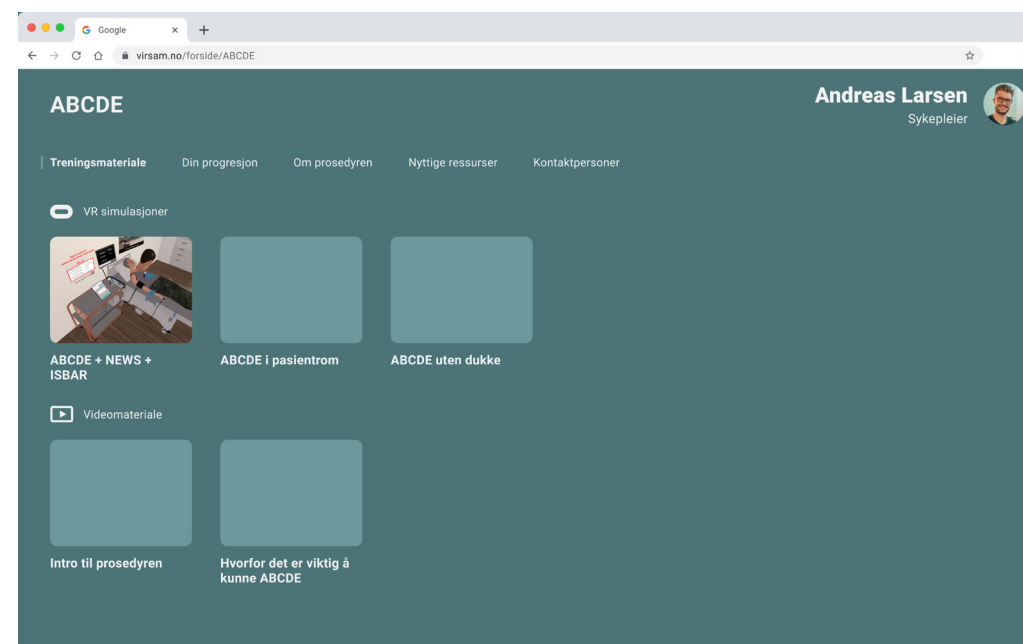 Google
virsam.no/forside/ABCDE
ABCDE
Andreas Larsen
Sykepleier
Treningsmateriale Din progresjon Om prosedyren Nyttige ressurser Kontaktpersoner
VR simulasjoner
ABCDE + NEWS +
ISBAR
ABCDE i pasientrom
ABCDE uten dukke
Videomateriale
Intro til prosedyren
Hvorfor det er viktig å
kunne ABCDE